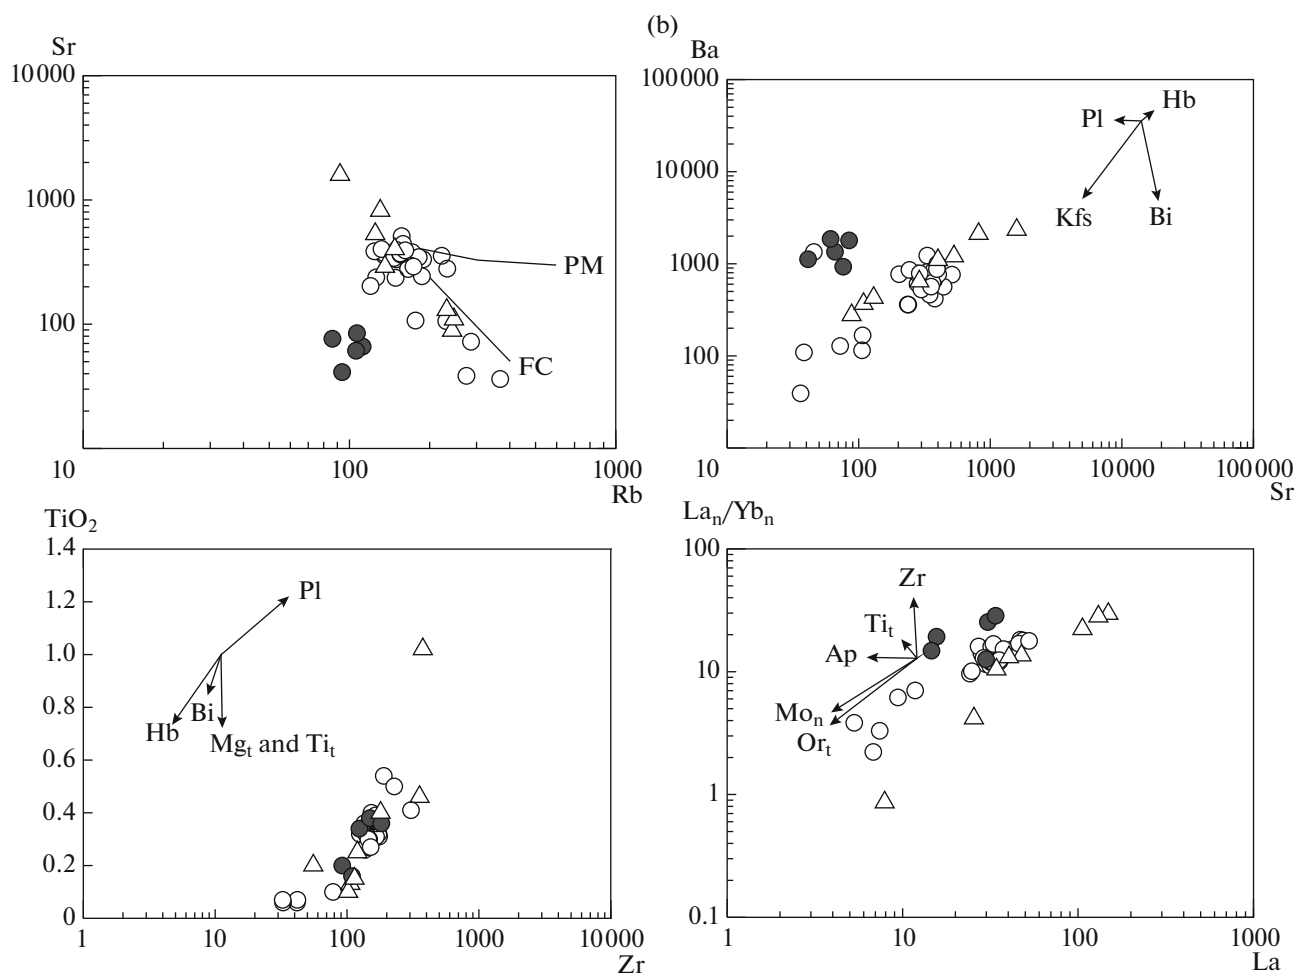 (b)
Sr
10000
1000
100
10
100
1000
Rb
PM
FC
Ba
100000
10000
1000
100
10
100
1000
10000
100000
Sr
Hb
Pl
Kfs
Bi
TiO2
1.4
1.2
1.0
0.8
0.6
0.4
0.2
0
1
10
100
1000
10000
Zr
Pl
Bi
Hb
Mgt and Tit
Lan/Ybn
100
10
1
0.1
1
10
100
1000
La
Zr
Tit
Ap
Mon
Ort